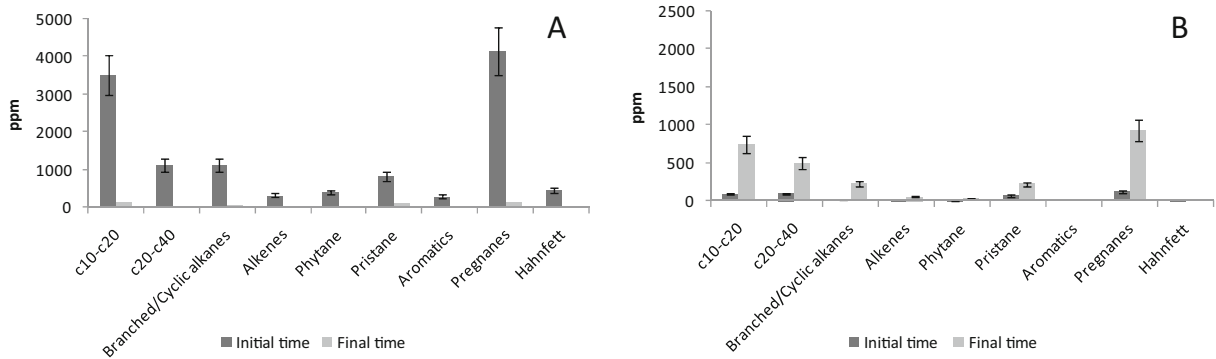 A
5000
4000
3000
2000
1000
0
ppm
c10-c20
c20-c40
Branched/Cyclic alkanes
Alkenes
Phytane
Pristane
Aromatics
Pregnanes
Hahnfett
Initial time
Final time
B
2500
2000
1500
1000
500
0
ppm
c10-c20
c20-c40
Branched/Cyclic alkanes
Alkenes
Phytane
Pristane
Aromatics
Pregnanes
Hahnfett
Initial time
Final time